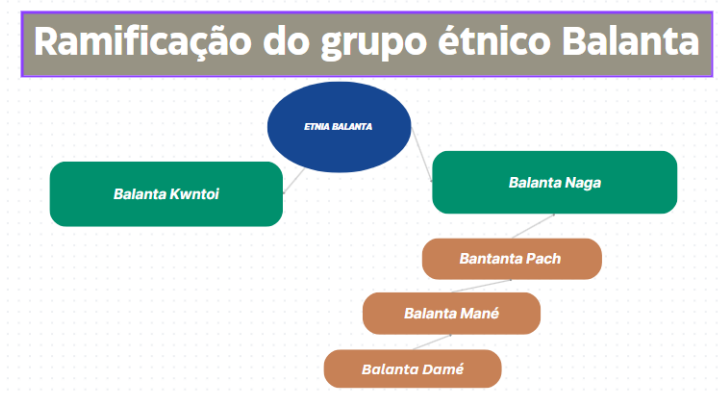 Ramificação do grupo étnico Balanta
ETNIA BALANTA
Balanta Kwntoi
Balanta Naga
Bantanta Pach
Balanta Mané
Balanta Damé